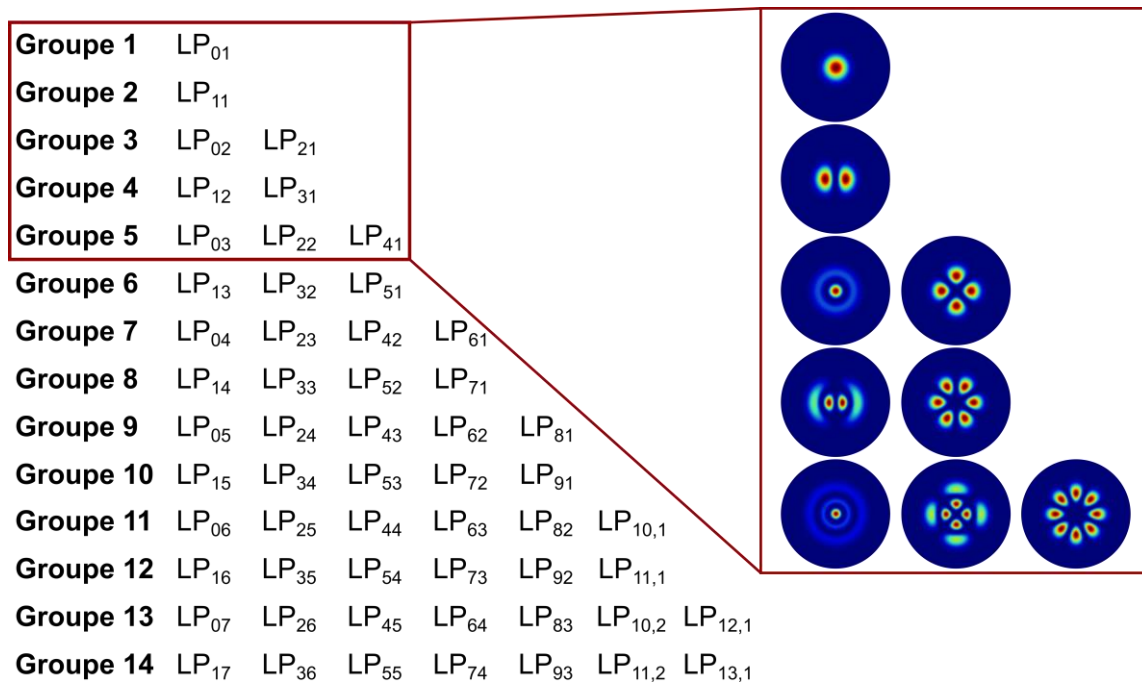 Groupe 1 LP₀₁
Groupe 2 LP₁₁
Groupe 3 LP₀₂ LP₂₁
Groupe 4 LP₁₂ LP₃₁
Groupe 5 LP₀₃ LP₂₂ LP₄₁
Groupe 6 LP₁₃ LP₃₂ LP₅₁
Groupe 7 LP₀₄ LP₂₃ LP₄₂ LP₆₁
Groupe 8 LP₁₄ LP₃₃ LP₅₂ LP₇₁
Groupe 9 LP₀₅ LP₂₄ LP₄₃ LP₆₂ LP₈₁
Groupe 10 LP₁₅ LP₃₄ LP₅₃ LP₇₂ LP₉₁
Groupe 11 LP₀₆ LP₂₅ LP₄₄ LP₆₃ LP₈₂ LP₁₀,₁
Groupe 12 LP₁₆ LP₃₅ LP₅₄ LP₇₃ LP₉₂ LP₁₁,₁
Groupe 13 LP₀₇ LP₂₆ LP₄₅ LP₆₄ LP₈₃ LP₁₀,₂ LP₁₂,₁
Groupe 14 LP₁₇ LP₃₆ LP₅₅ LP₇₄ LP₉₃ LP₁₁,₂ LP₁₃,₁